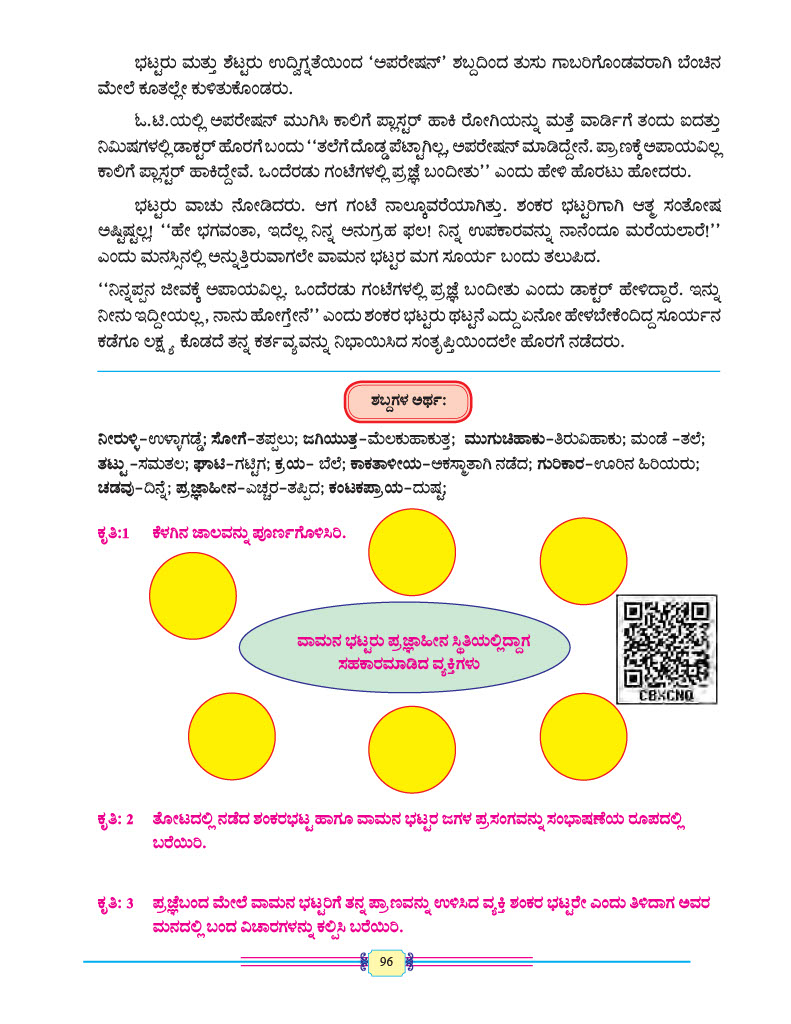 ಭಟ್ಟರು ಮತ್ತು ಶೆಟ್ಟರು ಉದ್ವಿಗ್ನತೆಯಿಂದ ‘ಅಪರೇಷನ್’ ಶಬ್ದದಿಂದ ತುಸು ಗಾಬರಿಗೊಂಡವರಾಗಿ ಬೆಂಚಿನ
ಮೇಲೆ ಕೂತಲ್ಲೇ ಕುಳಿತುಕೊಂಡರು.
ಓ.ಟಿ.ಯಲ್ಲಿ ಅಪರೇಷನ್ ಮುಗಿಸಿ ಕಾಲಿಗೆ ಪ್ಲಾಸ್ಟರ್ ಹಾಕಿ ರೋಗಿಯನ್ನು ಮತ್ತೆ ವಾರ್ಡಿಗೆ ತಂದು ಐದತ್ತು
ನಿಮಿಷಗಳಲ್ಲಿ ಡಾಕ್ಟರ್ ಹೊರಗೆ ಬಂದು ‘‘ತಲೆಗೆ ದೊಡ್ಡ ಪೆಟ್ಟಾಗಿಲ್ಲ, ಅಪರೇಷನ್ ಮಾಡಿದ್ದೇನೆ. ಪ್ರಾಣಕ್ಕೆ ಅಪಾಯವಿಲ್ಲ
ಕಾಲಿಗೆ ಪ್ಲಾಸ್ಟರ್ ಹಾಕಿದ್ದೇವೆ. ಒಂದೆರಡು ಗಂಟೆಗಳಲ್ಲಿ ಪ್ರಜ್ಞೆ ಬಂದೀತು’’ ಎಂದು ಹೇಳಿ ಹೊರಟು ಹೋದರು.
ಭಟ್ಟರು ವಾಚು ನೋಡಿದರು. ಆಗ ಗಂಟೆ ನಾಲ್ಕೂವರೆಯಾಗಿತ್ತು. ಶಂಕರ ಭಟ್ಟರಿಗಾಗಿ ಆತ್ಮ ಸಂತೋಷ
ಅಷ್ಟಿಷ್ಟಲ್ಲ! ‘‘ಹೇ ಭಗವಂತಾ, ಇದೆಲ್ಲ ನಿನ್ನ ಅನುಗ್ರಹ ಫಲ! ನಿನ್ನ ಉಪಕಾರವನ್ನು ನಾನೆಂದೂ ಮರೆಯಲಾರೆ!’’
ಎಂದು ಮನಸ್ಸಿನಲ್ಲಿ ಅನ್ನುತ್ತಿರುವಾಗಲೇ ವಾಮನ ಭಟ್ಟರ ಮಗ ಸೂರ್ಯ ಬಂದು ತಲುಪಿದ.
‘‘ನಿನ್ನಪ್ಪನ ಜೀವಕ್ಕೆ ಅಪಾಯವಿಲ್ಲ. ಒಂದೆರಡು ಗಂಟೆಗಳಲ್ಲಿ ಪ್ರಜ್ಞೆ ಬಂದೀತು ಎಂದು ಡಾಕ್ಟರ್ ಹೇಳಿದ್ದಾರೆ. ಇನ್ನು
ನೀನು ಇದ್ದೀಯಲ್ಲ, ನಾನು ಹೋಗ್ತೇನೆ’’ ಎಂದು ಶಂಕರ ಭಟ್ಟರು ಥಟ್ಟನೆ ಎದ್ದು ಏನೋ ಹೇಳಬೇಕೆಂದಿದ್ದ ಸೂರ್ಯನ
ಕಡೆಗೂ ಲಕ್ಷ್ಯ ಕೊಡದೆ ತನ್ನ ಕರ್ತವ್ಯವನ್ನು ನಿಭಾಯಿಸಿದ ಸಂತೃಪ್ತಿಯಿಂದಲೇ ಹೊರಗೆ ನಡೆದರು.
ಶಬ್ದಗಳ ಅರ್ಥ:
ನೀರುಳ್ಳಿ-ಉಳ್ಳಾಗಡ್ಡೆ; ಸೋಗೆ-ತಪ್ಪಲು; ಜಗಿಯುತ್ತ-ಮೆಲಕುಹಾಕುತ್ತ; ಮುಗುಚಿಹಾಕು-ತಿರುವಿಹಾಕು; ಮಂಡೆ -ತಲೆ;
ತಟ್ಟು -ಸಮತಲ; ಘಾಟಿ-ಗಟ್ಟಿಗ; ಕ್ರಯ- ಬೆಲೆ; ಕಾಕತಾಳೀಯ-ಅಕಸ್ಮಾತಾಗಿ ನಡೆದ; ಗುರಿಕಾರ-ಊರಿನ ಹಿರಿಯರು;
ಚಡವು-ದಿನ್ನೆ; ಪ್ರಜ್ಞಾಹೀನ-ಎಚ್ಚರ-ತಪ್ಪಿದ; ಕಂಟಕಪ್ರಾಯ-ದುಷ್ಟ;
ಕೃತಿ:1 ಕೆಳಗಿನ ಜಾಲವನ್ನು ಪೂರ್ಣಗೊಳಿಸಿರಿ.
ವಾಮನ ಭಟ್ಟರು ಪ್ರಜ್ಞಾಹೀನ ಸ್ಥಿತಿಯಲ್ಲಿದ್ದಾಗ
ಸಹಕಾರಮಾಡಿದ ವ್ಯಕ್ತಿಗಳು
CBXCNQ
ಕೃತಿ: 2 ತೋಟದಲ್ಲಿ ನಡೆದ ಶಂಕರಭಟ್ಟ ಹಾಗೂ ವಾಮನ ಭಟ್ಟರ ಜಗಳ ಪ್ರಸಂಗವನ್ನು ಸಂಭಾಷಣೆಯ ರೂಪದಲ್ಲಿ
ಬರೆಯಿರಿ.
ಕೃತಿ: 3 ಪ್ರಜ್ಞೆಬಂದ ಮೇಲೆ ವಾಮನ ಭಟ್ಟರಿಗೆ ತನ್ನ ಪ್ರಾಣವನ್ನು ಉಳಿಸಿದ ವ್ಯಕ್ತಿ ಶಂಕರ ಭಟ್ಟರೇ ಎಂದು ತಿಳಿದಾಗ ಅವರ
ಮನದಲ್ಲಿ ಬಂದ ವಿಚಾರಗಳನ್ನು ಕಲ್ಪಿಸಿ ಬರೆಯಿರಿ.
96